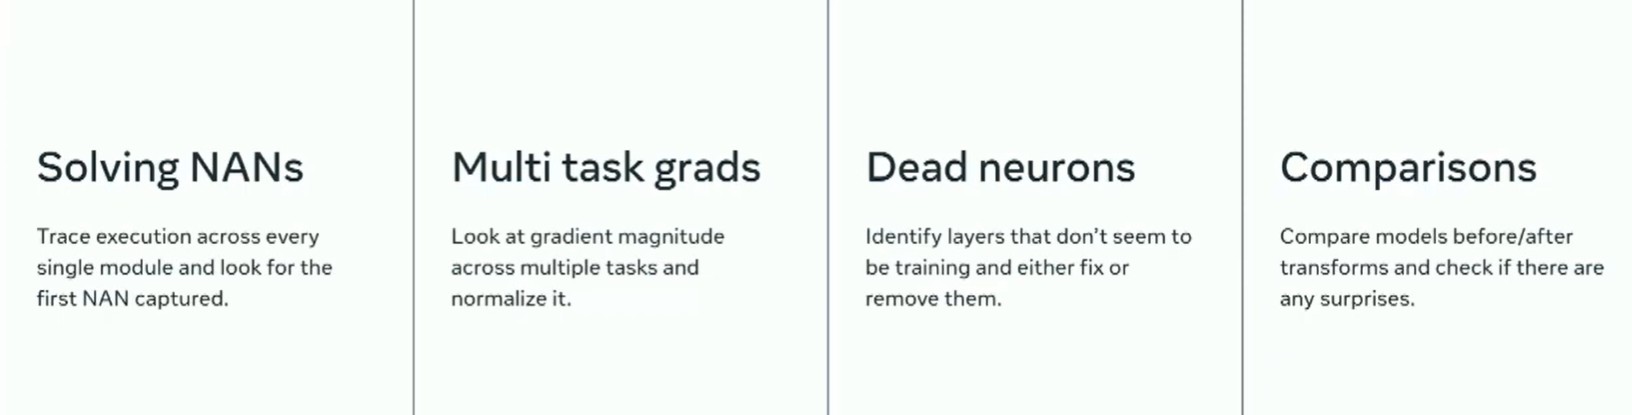 Solving NANs
Trace execution across every
single module and look for the
first NAN captured.
Multi task grads
Look at gradient magnitude
across multiple tasks and
normalize it.
Dead neurons
Identify layers that don’t seem to
be training and either fix or
remove them.
Comparisons
Compare models before/after
transforms and check if there are
any surprises.